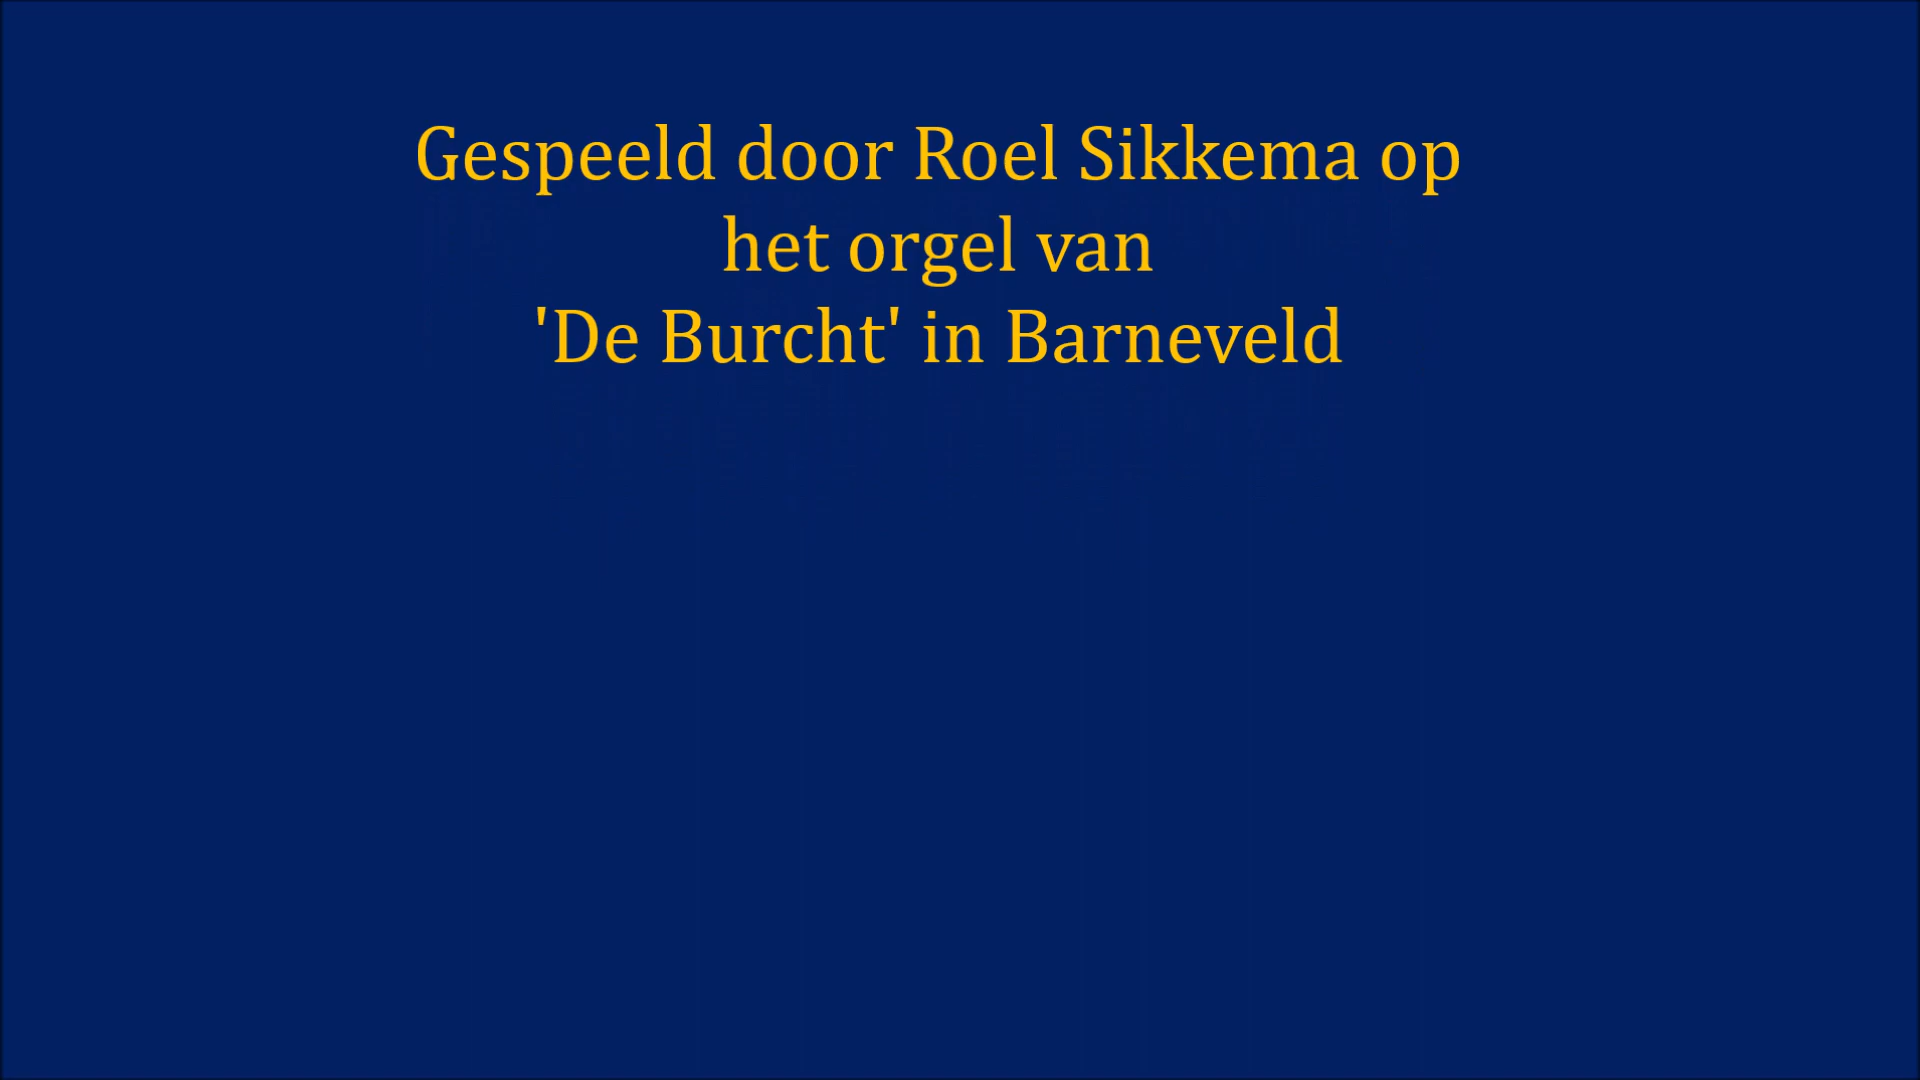 Gespeeld door Roel Sikkema op
het orgel van
'De Burcht' in Barneveld